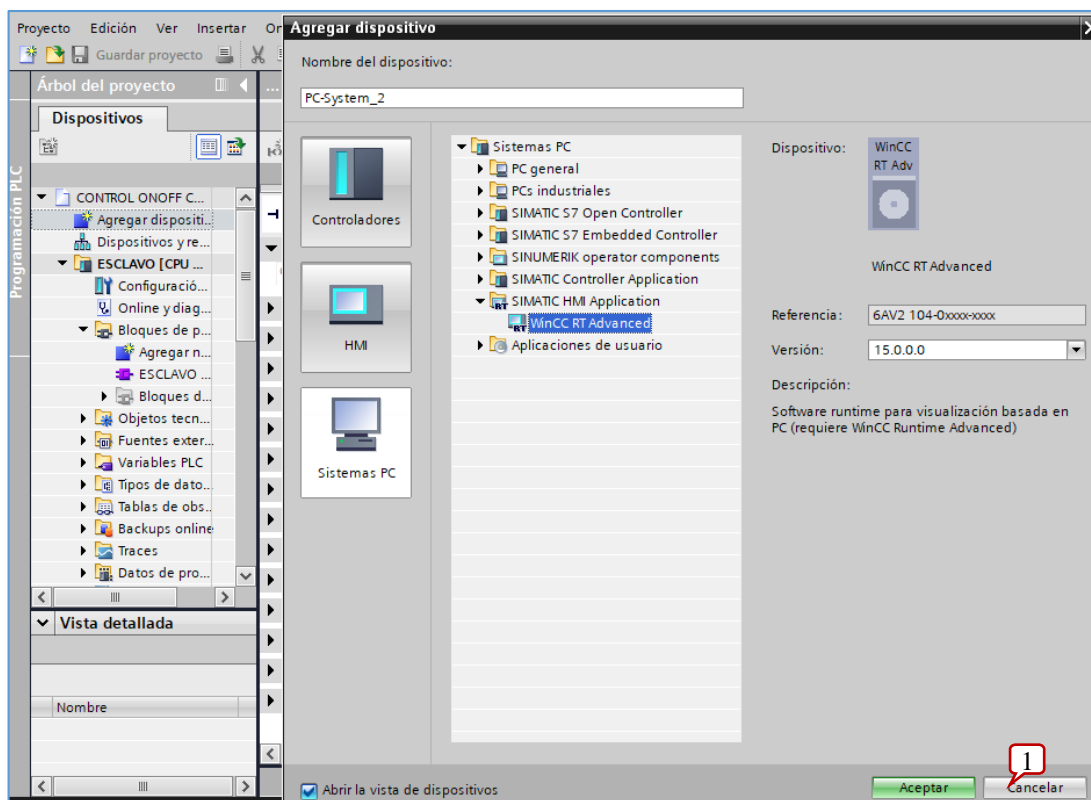 Proyecto Edición Ver Insertar Or
Guardar proyecto
Programación PLC
Árbol del proyecto
Dispositivos
CONTROL ONOFF C...
Agregar dispositi..
Dispositivos y re...
ESCLAVO [CPU ...
Configuració...
Online y diag...
Bloques de p...
Agregar n...
ESCLAVO ...
Bloques d...
Objetos tecn...
Fuentes exter...
Variables PLC
Tipos de dato...
Tablas de obs..
Backups online
Traces
Datos de pro...
Vista detallada
Nombre
Agregar dispositivo
Nombre del dispositivo:
PC-System_2
Controladores
HMI
Sistemas PC
Sistemas PC
PC general
PCs industriales
SIMATIC S7 Open Controller
SIMATIC S7 Embedded Controller
SINUMERIK operator components
SIMATIC Controller Application
SIMATIC HMI Application
WinCC RT Advanced
Aplicaciones de usuario
Dispositivo:
WinCC
RT Adv
WinCC RT Advanced
Referencia: 6AV2 104-0xxxx-xxxx
Versión: 15.0.0.0
Descripción:
Software runtime para visualización basada en
PC (requiere WinCC Runtime Advanced)
1
Abrir la vista de dispositivos
Aceptar Cancelar